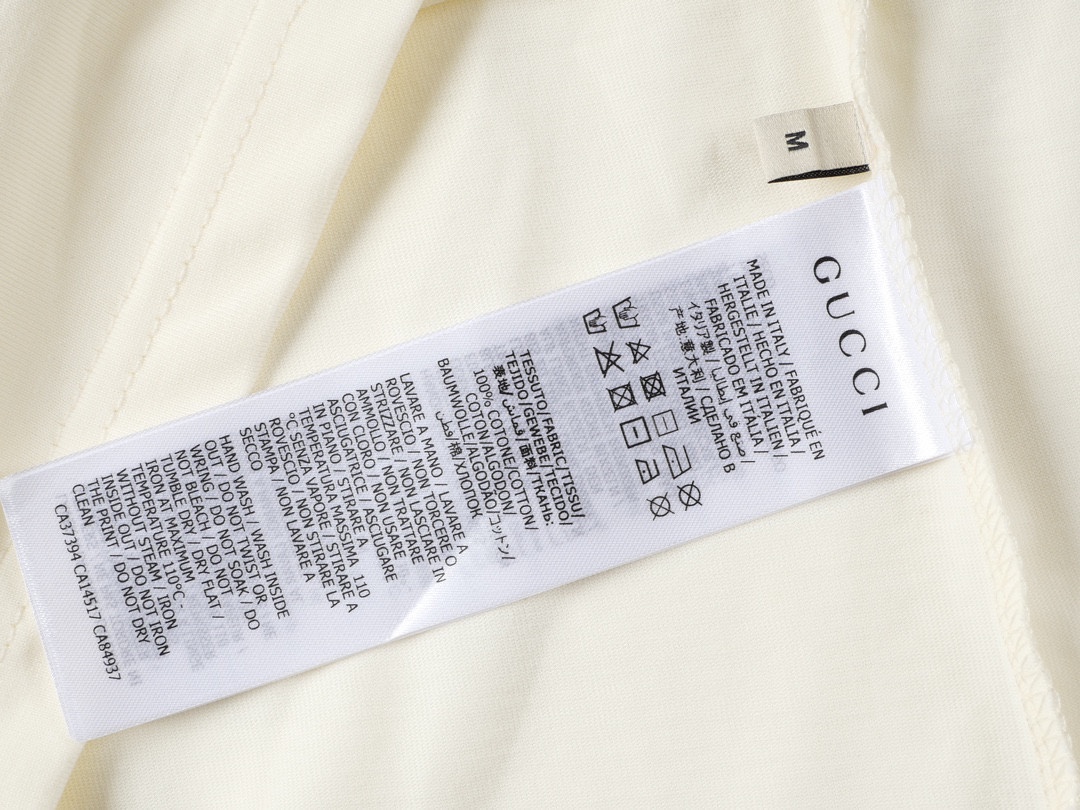 M
GUCCI
MADE IN ITALY / FABRIQUÉ EN
ITALIE / HECHO EN ITALIA /
HERGESTELLT IN ITALIEN /
FABRICADO EM ITALIA /
صنع في إيطاليا /
イタリア製 / СДЕЛАНО В
产地:意大利 / ИТАЛИИ
TESSUTO/FABRIC/TISSU/
TEJIDO/GEWEBE/TECIDO/
表地/قماش/面料/ТКАНЬ:
100% COTONE/COTTON/
COTON/ALGODON/
BAUMWOLLE/ALGODÃO/コットン/
قطن/棉/ХЛОПОК
LAVARE A MANO / LAVARE A
ROVESCIO / NON TORCERE O
STRIZZARE / NON LASCIARE IN
AMMOLLO / NON TRATTARE
CON CLORO / NON USARE
ASCIUGATRICE / ASCIUGARE
IN PIANO / STIRARE A
TEMPERATURA MASSIMA 110
°C SENZA VAPORE / STIRARE A
ROVESCIO / NON STIRARE LA
STAMPA / NON LAVARE A
SECCO
HAND WASH / WASH INSIDE
OUT / DO NOT TWIST OR
WRING / DO NOT SOAK / DO
NOT BLEACH / DO NOT
TUMBLE DRY / DRY FLAT /
IRON AT MAXIMUM
TEMPERATURE 110°C -
WITHOUT STEAM / IRON
INSIDE OUT / DO NOT IRON
THE PRINT / DO NOT DRY
CLEAN
CA37394 CA14517 CA84937